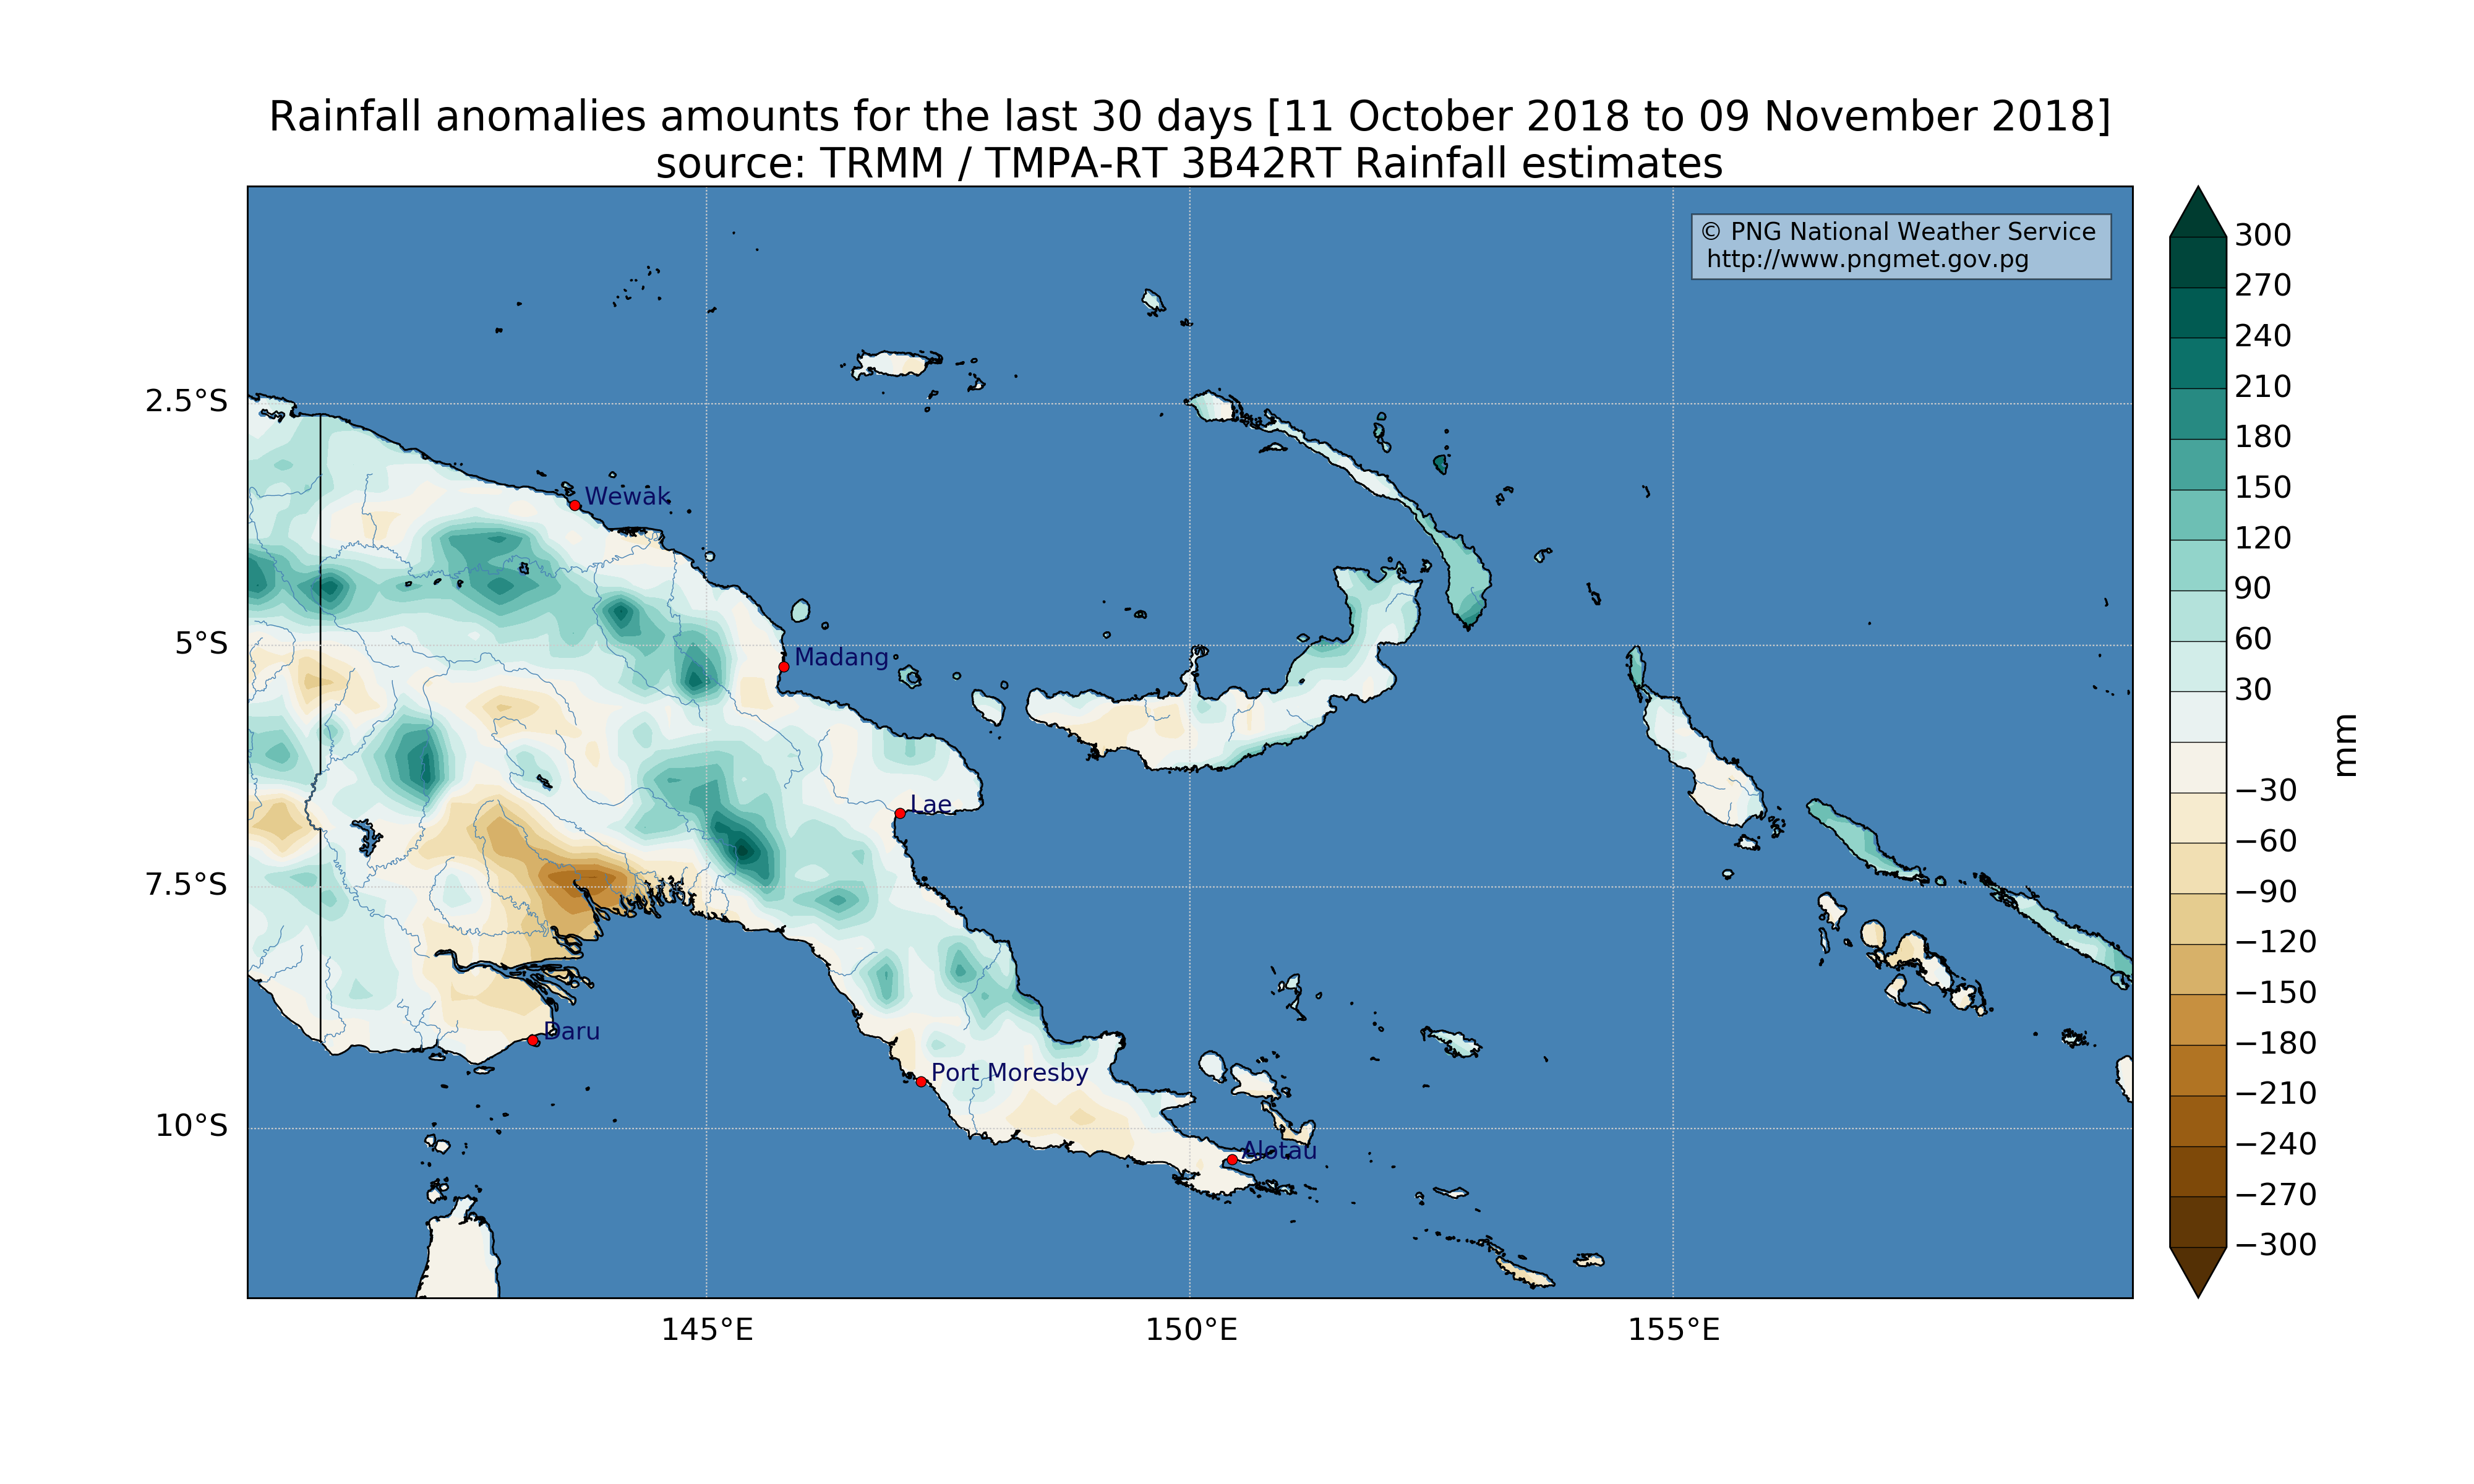 Rainfall anomalies amounts for the last 30 days [11 October 2018 to 09 November 2018]
source: TRMM / TMPA-RT 3B42RT Rainfall estimates
© PNG National Weather Service
http://www.pngmet.gov.pg
2.5°S
5°S
7.5°S
10°S
Wewak
Madang
Lae
Daru
Port Moresby
Alotau
145°E
150°E
155°E
300
270
240
210
180
150
120
90
60
30
−30
−60
−90
−120
−150
−180
−210
−240
−270
−300
mm